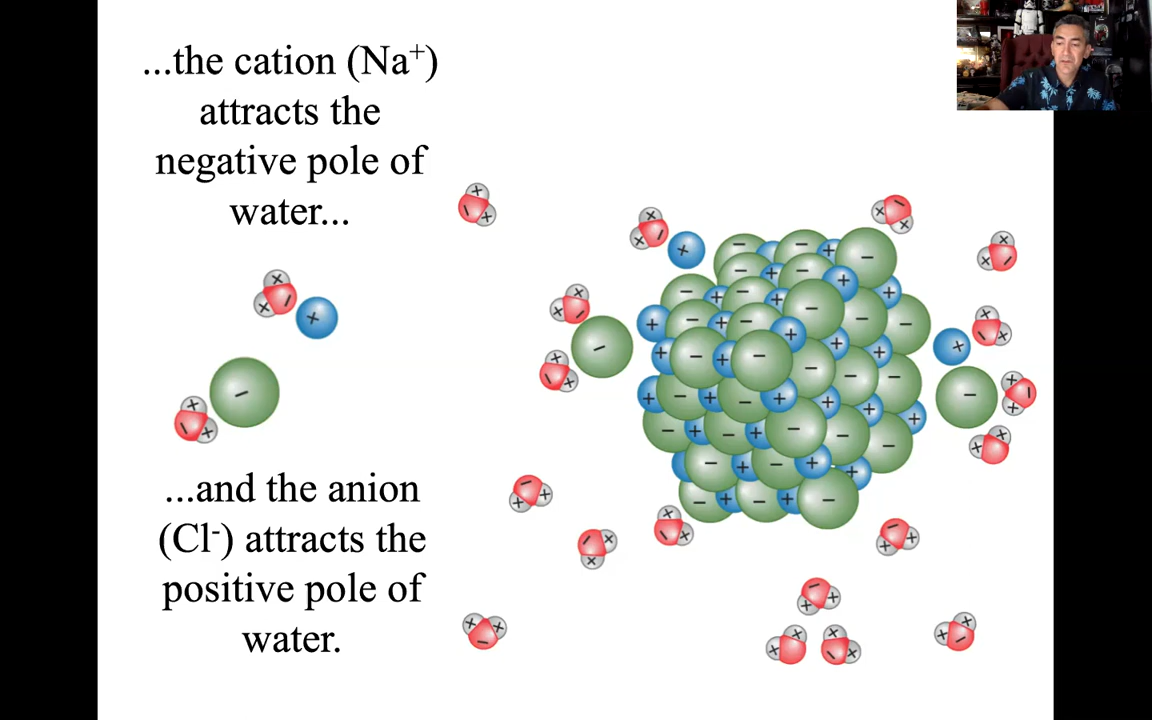 ...the cation (Na⁺)
attracts the
negative pole of
water...
...and the anion
(Cl⁻) attracts the
positive pole of
water.